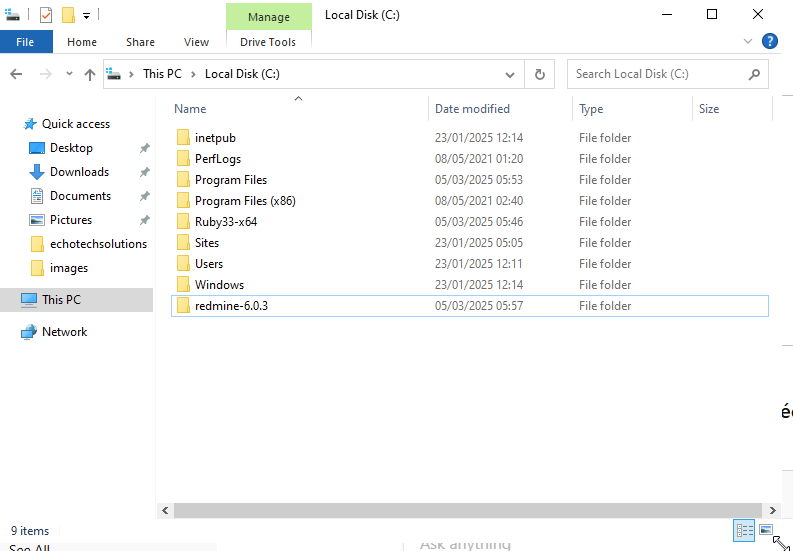 Manage
Local Disk (C:)
File
Home
Share
View
Drive Tools
This PC
Local Disk (C:)
Search Local Disk (C:)
Name
Date modified
Type
Size
Quick access
Desktop
Downloads
Documents
Pictures
echotechsolutions
images
This PC
Network
inetpub 23/01/2025 12:14 File folder
PerfLogs 08/05/2021 01:20 File folder
Program Files 05/03/2025 05:53 File folder
Program Files (x86) 08/05/2021 02:40 File folder
Ruby33-x64 05/03/2025 05:46 File folder
Sites 23/01/2025 05:05 File folder
Users 23/01/2025 12:11 File folder
Windows 23/01/2025 12:14 File folder
redmine-6.0.3 05/03/2025 05:57 File folder
9 items
See All
Ask anything